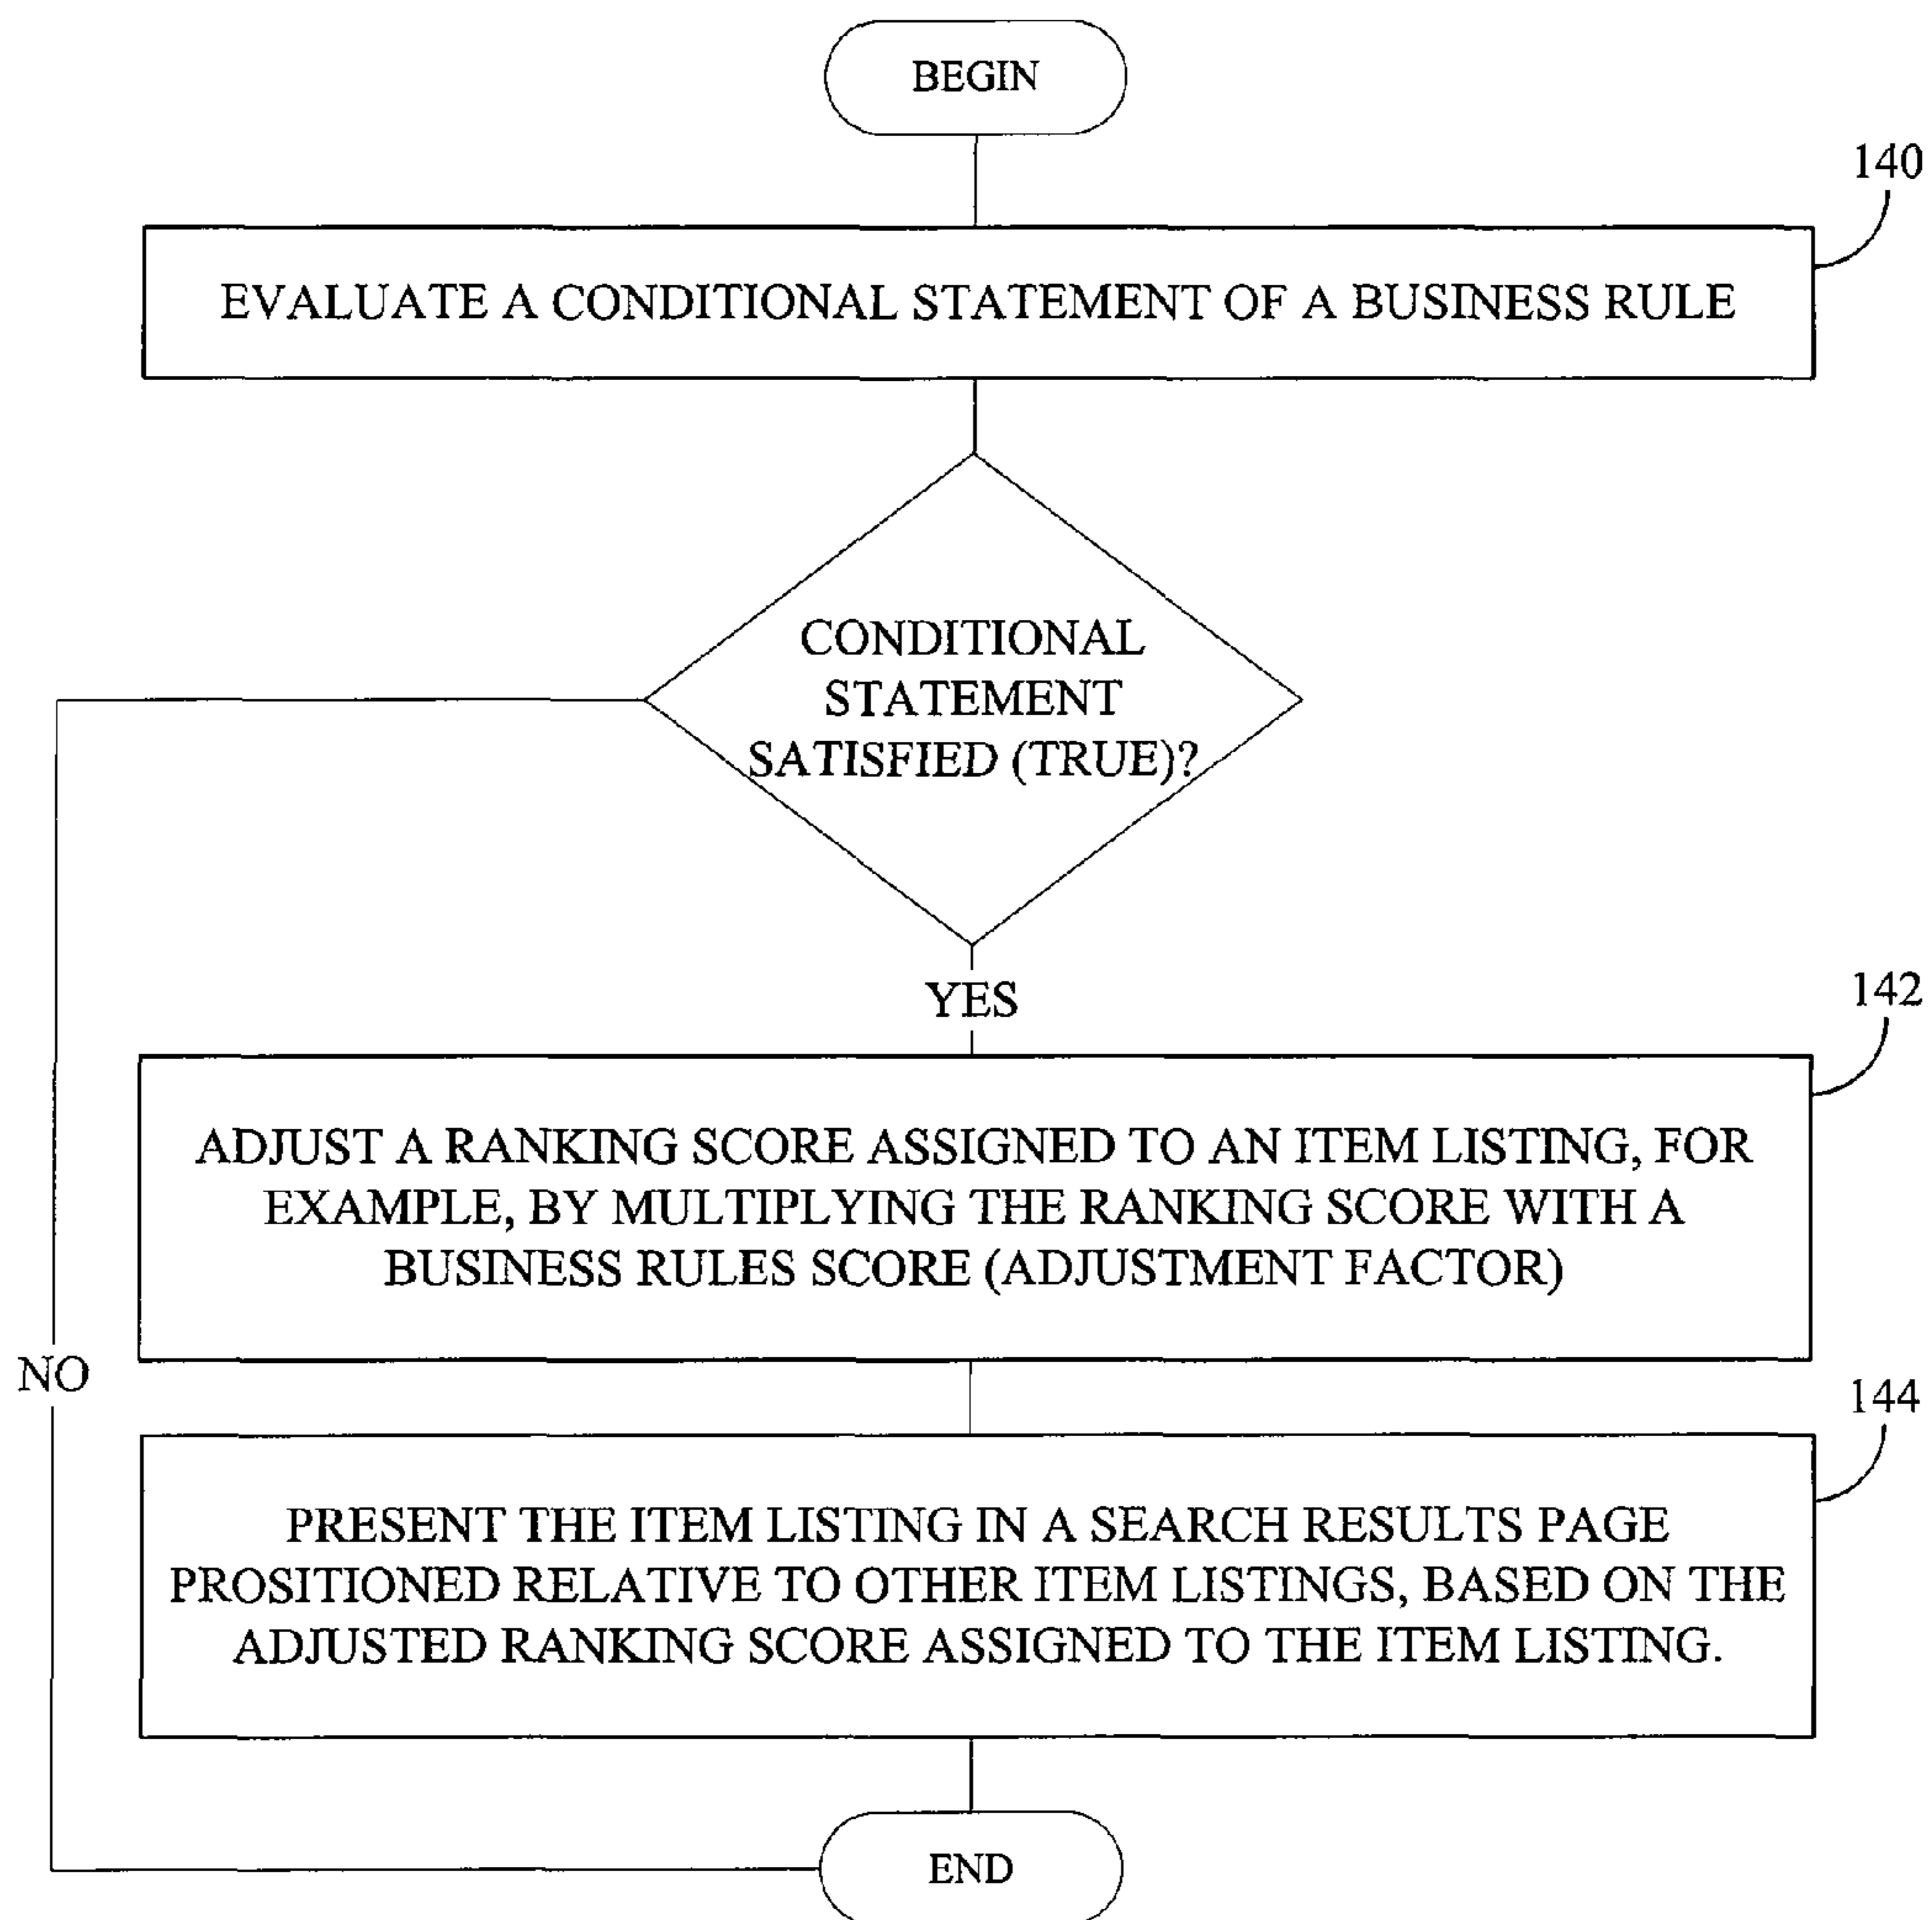 BEGIN
140
EVALUATE A CONDITIONAL STATEMENT OF A BUSINESS RULE
CONDITIONAL
STATEMENT
SATISFIED (TRUE)?
YES
142
ADJUST A RANKING SCORE ASSIGNED TO AN ITEM LISTING, FOR
EXAMPLE, BY MULTIPLYING THE RANKING SCORE WITH A
BUSINESS RULES SCORE (ADJUSTMENT FACTOR)
NO
144
PRESENT THE ITEM LISTING IN A SEARCH RESULTS PAGE
PROSITIONED RELATIVE TO OTHER ITEM LISTINGS, BASED ON THE
ADJUSTED RANKING SCORE ASSIGNED TO THE ITEM LISTING.
END